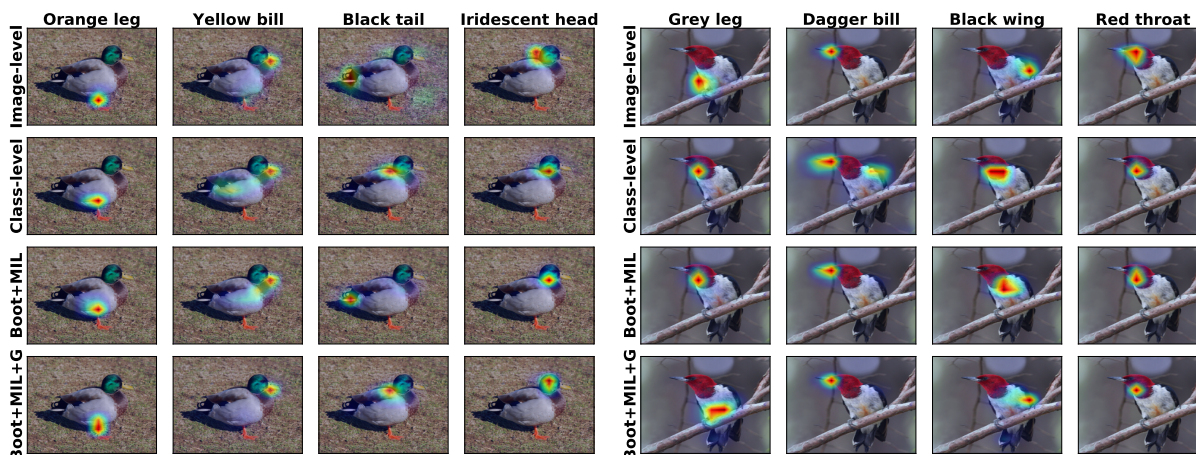 Orange leg Yellow bill Black tail Iridescent head Grey leg Dagger bill Black wing Red throat
Image-level Image-level
Class-level Class-level
Boot+MIL Boot+MIL
Boot+MIL+G Boot+MIL+G